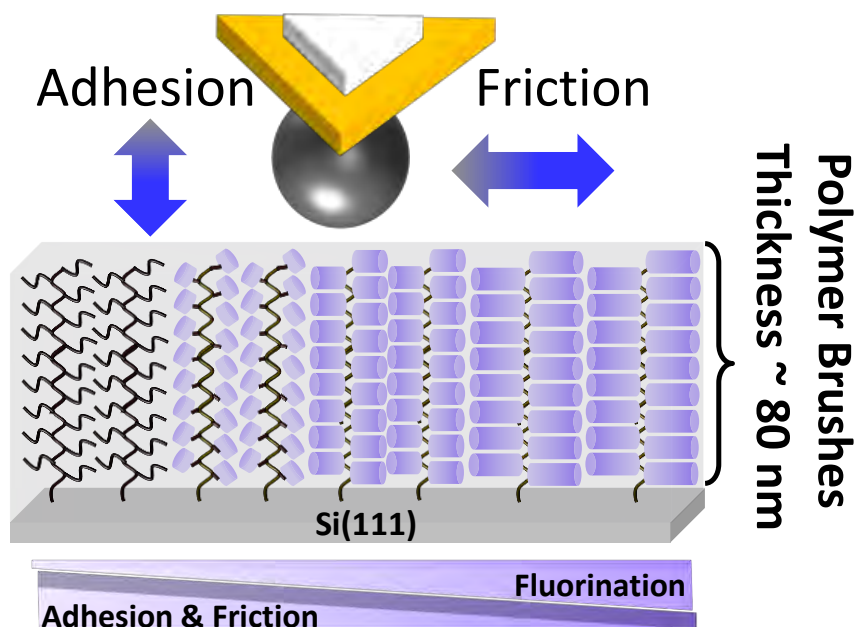 Adhesion
Friction
Polymer Brushes
Thickness ~ 80 nm
Si(111)
Fluorination
Adhesion & Friction